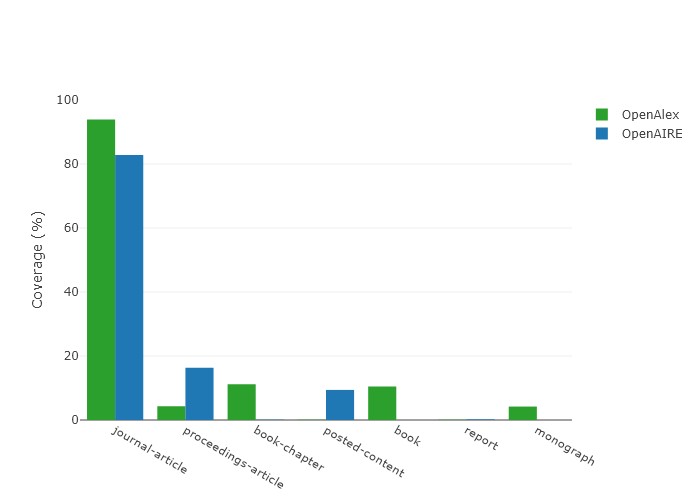 100
80
60
40
20
0
Coverage (%)
OpenAlex
OpenAIRE
journal-article
proceedings-article
book-chapter
posted-content
book
report
monograph